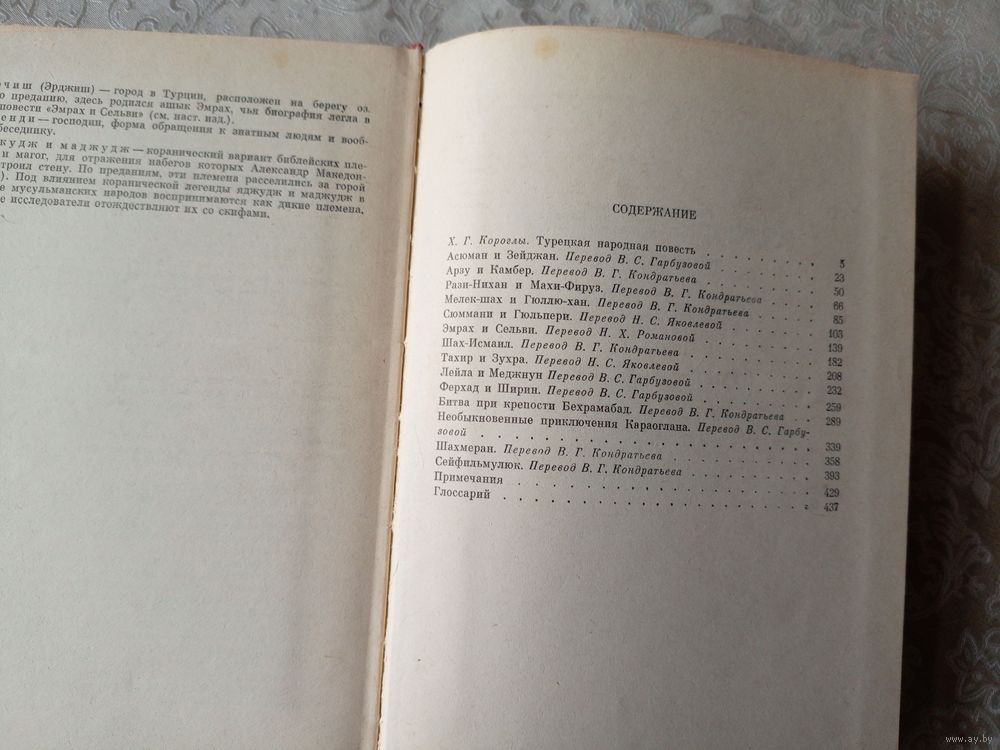 чиш (Эрджиш) — город в Турции, расположен на берегу оз.
о преданию, здесь родился ашык Эмрах, чья биография легла в
повести «Эмрах и Сельви» (см. наст. изд.).
енди — господин, форма обращения к знатным людям и вооб-
беседнику.
жудж и маджудж — коранический вариант библейских пле-
и магог, для отражения набегов которых Александр Македон-
троил стену. По преданиям, эти племена расселились за горой
). Под влиянием коранической легенды яджудж и маджудж в
е мусульманских народов воспринимаются как дикие племена,
е исследователи отождествляют их со скифами.
СОДЕРЖАНИЕ
Х. Г. Короглы. Турецкая народная повесть . . . . . . . 5
Асюман и Зейджан. Перевод В. С. Гарбузовой . . . . . . 23
Арзу и Камбер. Перевод В. Г. Кондратьева . . . . . . . 50
Рази-Нихан и Махи-Фируз. Перевод В. Г. Кондратьева . . . 66
Мелек-шах и Гюллю-хан. Перевод В. Г. Кондратьева . . . . 85
Сюммани и Гюльпери. Перевод Н. С. Яковлевой . . . . . . 103
Эмрах и Сельви. Перевод Н. Х. Романовой . . . . . . . 139
Шах-Исмаил. Перевод В. Г. Кондратьева . . . . . . . . 182
Тахир и Зухра. Перевод Н. С. Яковлевой . . . . . . . . 208
Лейла и Меджнун Перевод В. С. Гарбузовой . . . . . . . 232
Ферхад и Ширин. Перевод В. С. Гарбузовой . . . . . . . 259
Битва при крепости Бехрамабад. Перевод В. Г. Кондратьева . . 289
Необыкновенные приключения Караоглана. Перевод В. С. Гарбу-
зовой . . . . . . . . . . . . . . . . . . . . 339
Шахмеран. Перевод В. Г. Кондратьева . . . . . . . . . 358
Сейфильмулюк. Перевод В. Г. Кондратьева . . . . . . . 393
Примечания . . . . . . . . . . . . . . . . . 429
Глоссарий . . . . . . . . . . . . . . . . . . 437
www.ay.by